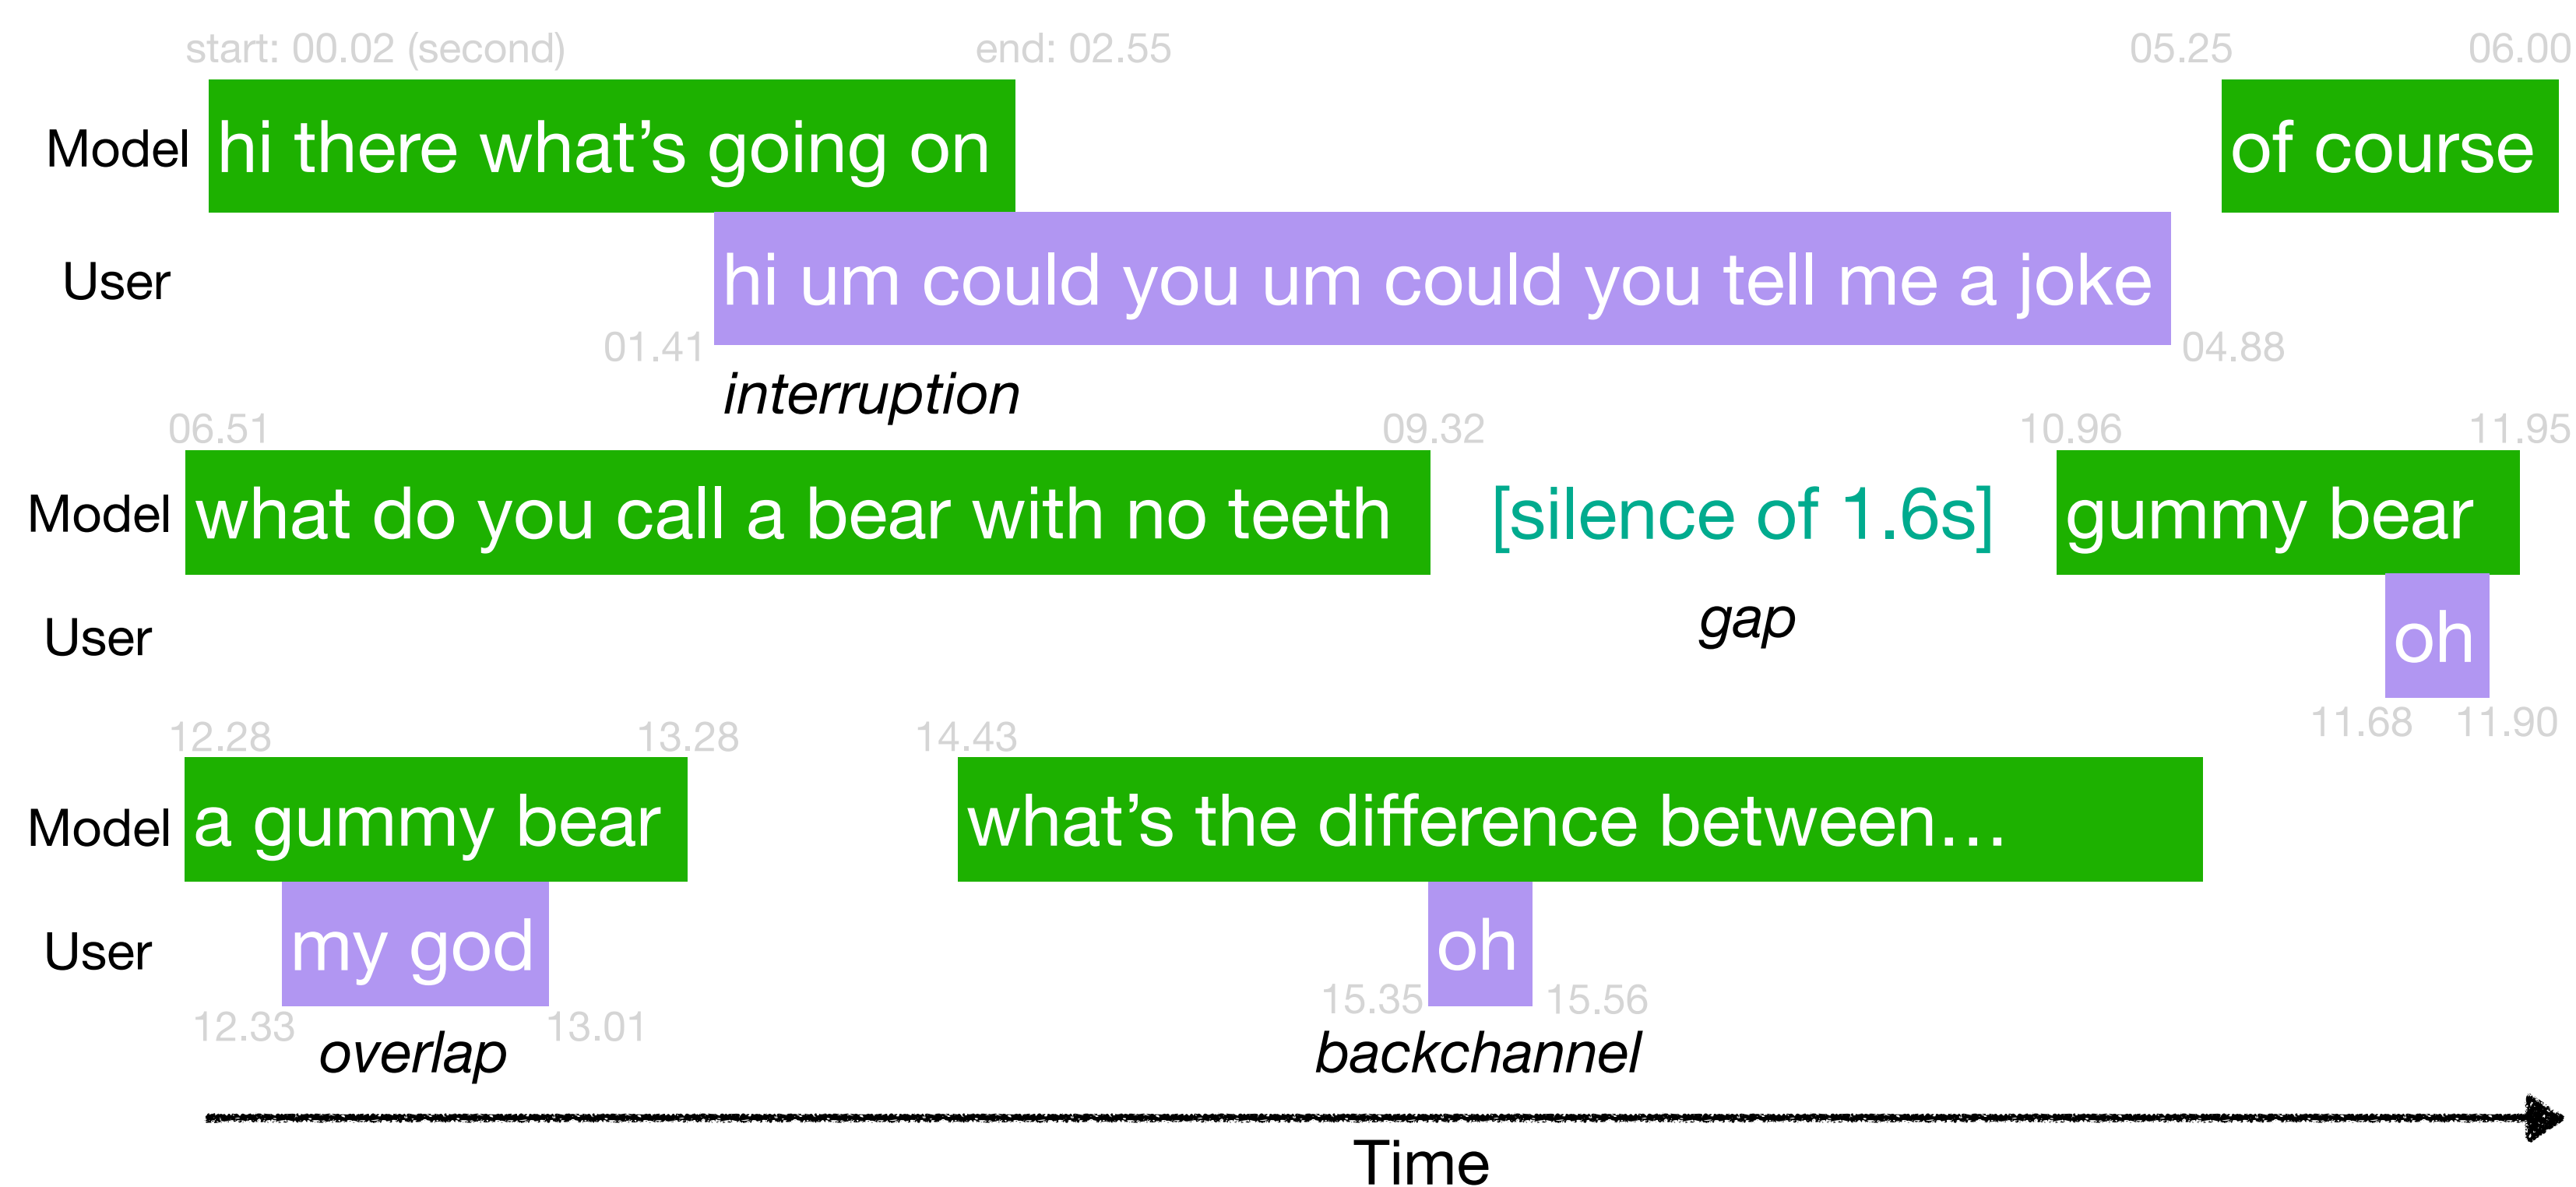 start: 00.02 (second) end: 02.55 05.25 06.00
Model hi there what’s going on of course
User hi um could you um could you tell me a joke
01.41 04.88
interruption
06.51 09.32 10.96 11.95
Model what do you call a bear with no teeth [silence of 1.6s] gummy bear
gap
User oh
11.68 11.90
12.28 13.28 14.43
Model a gummy bear what’s the difference between…
User my god oh
12.33 13.01 15.35 15.56
overlap backchannel
Time